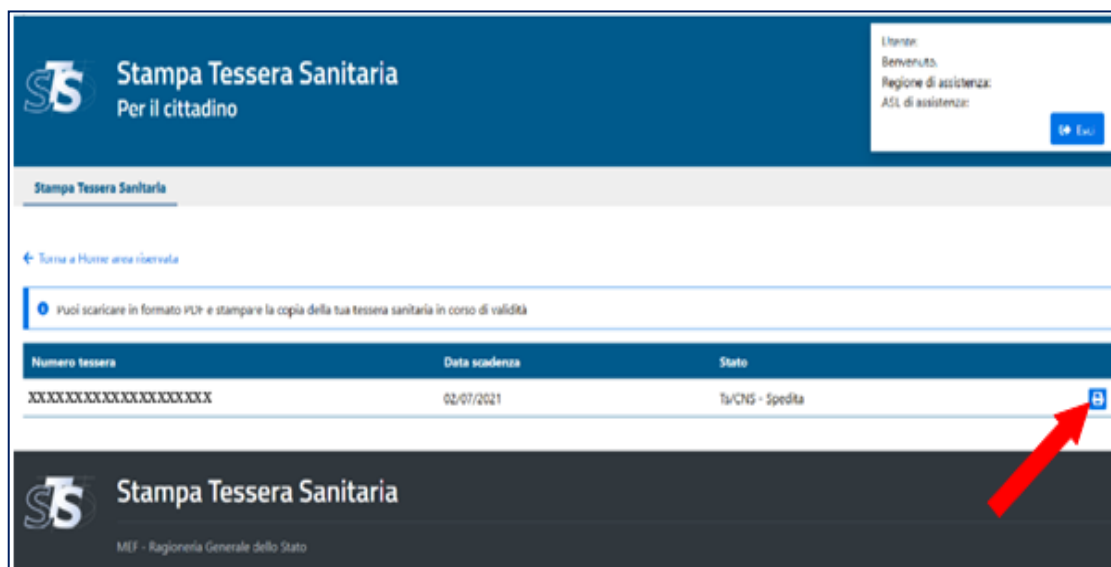 STS
Stampa Tessera Sanitaria
Per il cittadino
Utente:
Benvenuto.
Regione di assistenza:
ASL di assistenza:
Esci
Stampa Tessera Sanitaria
Torna a Home area riservata
Puoi scaricare in formato PDF e stampare la copia della tua tessera sanitaria in corso di validità
Numero tessera Data scadenza Stato
XXXXXXXXXXXXXXXXXXXX 02/07/2021 Ts/CNS - Spedita
STS
Stampa Tessera Sanitaria
MEF - Ragioneria Generale dello Stato